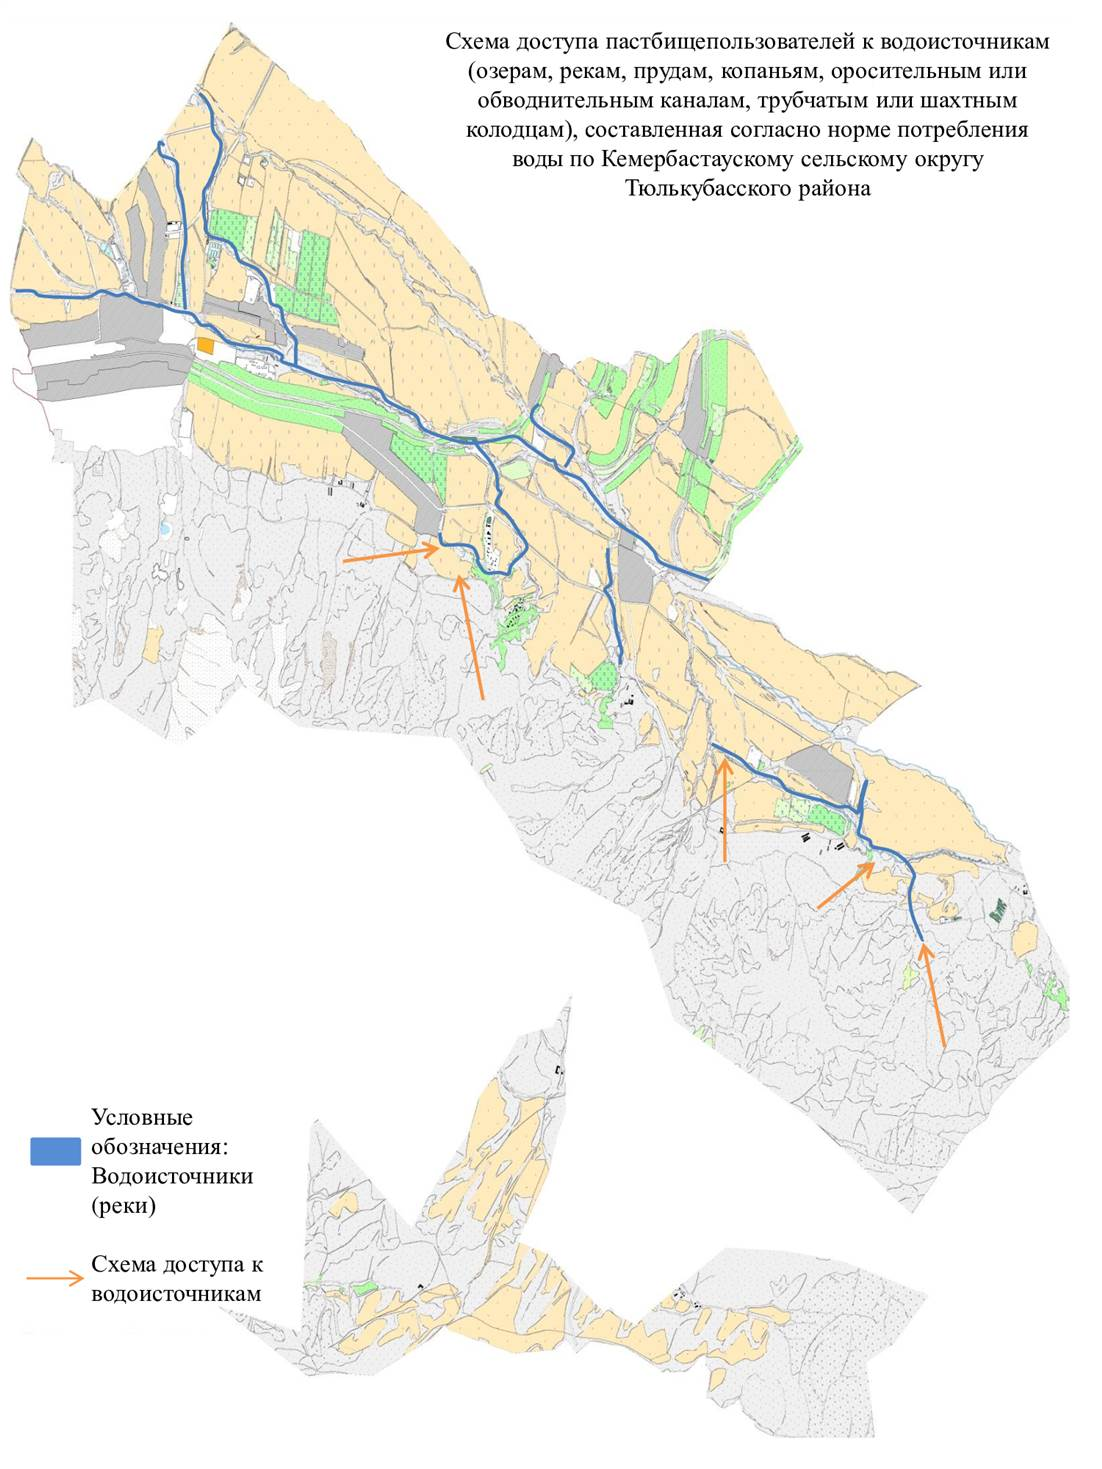 Схема доступа пастбищепользователей к водоисточникам
(озерам, рекам, прудам, копаньям, оросительным или
обводнительным каналам, трубчатым или шахтным
колодцам), составленная согласно норме потребления
воды по Кемербастаускому сельскому округу
Тюлькубасского района
Условные
обозначения:
Водоисточники
(реки)
Схема доступа к
водоисточникам